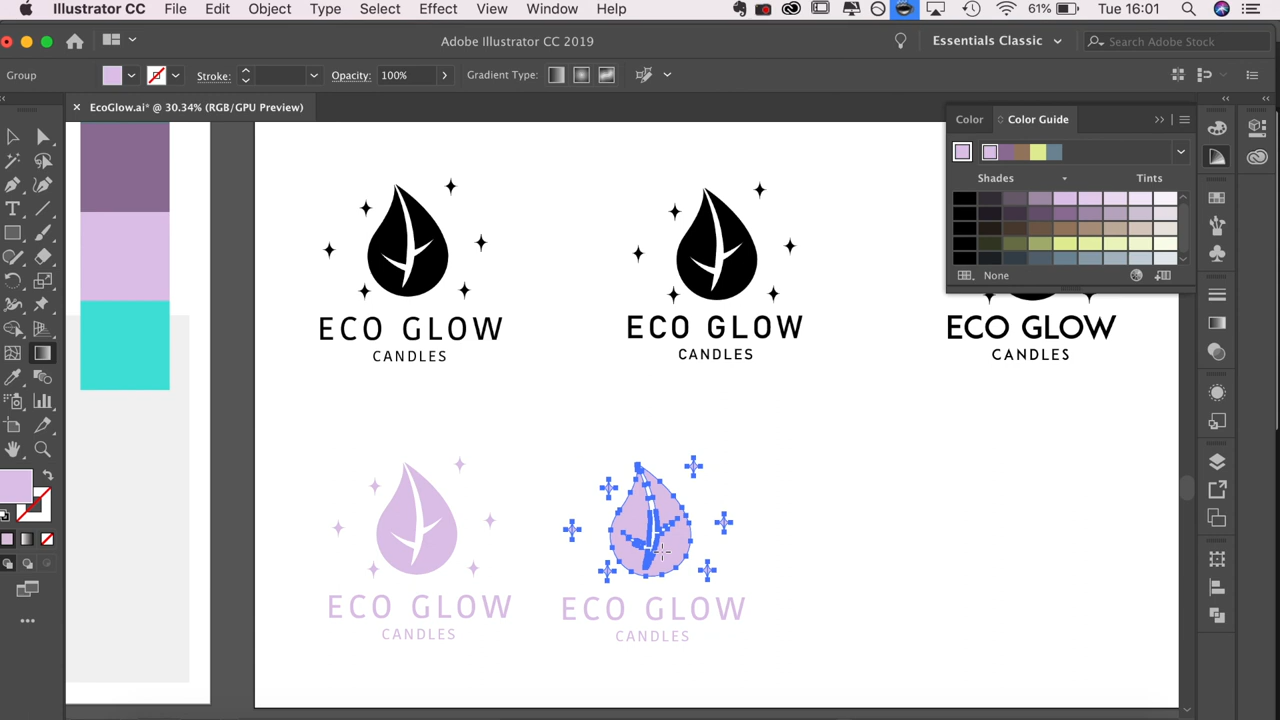 Illustrator CC File Edit Object Type Select Effect View Window Help 61% Tue 16:01
Adobe Illustrator CC 2019 Essentials Classic Search Adobe Stock
Group Stroke: Opacity: 100% Gradient Type:
EcoGlow.ai* @ 30.34% (RGB/GPU Preview)
Color Color Guide
Shades Tints
None
ECO GLOW
CANDLES
ECO GLOW
CANDLES
ECO GLOW
CANDLES
ECO GLOW
CANDLES
ECO GLOW
CANDLES